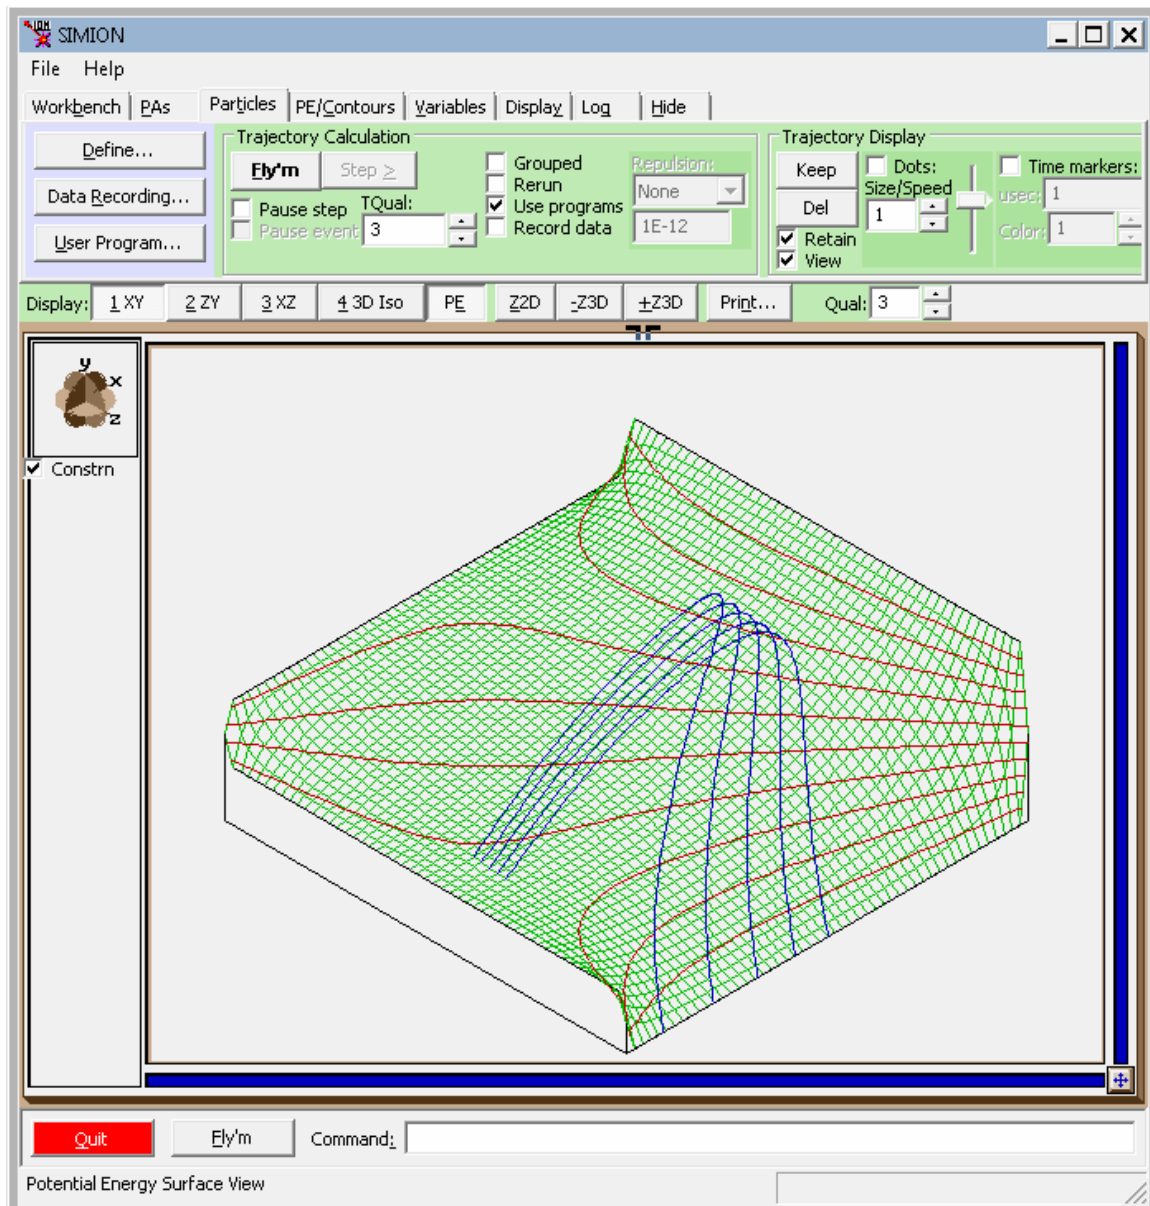 SIMION
File Help
Workbench PAs Particles PE/Contours Variables Display Log Hide
Define...
Data Recording...
User Program...
Trajectory Calculation
Fly'm Step >
Pause step
Pause event
TQual:
3
Grouped
Rerun
Use programs
Record data
Repulsion:
None
1E-12
Trajectory Display
Keep
Del
Retain
View
Dots:
Size/Speed
1
Time markers:
usec: 1
Color: 1
Display: 1 XY 2 ZY 3 XZ 4 3D Iso PE Z2D -Z3D +Z3D Print... Qual: 3
y
x
z
Constrn
Quit Fly'm Command:
Potential Energy Surface View